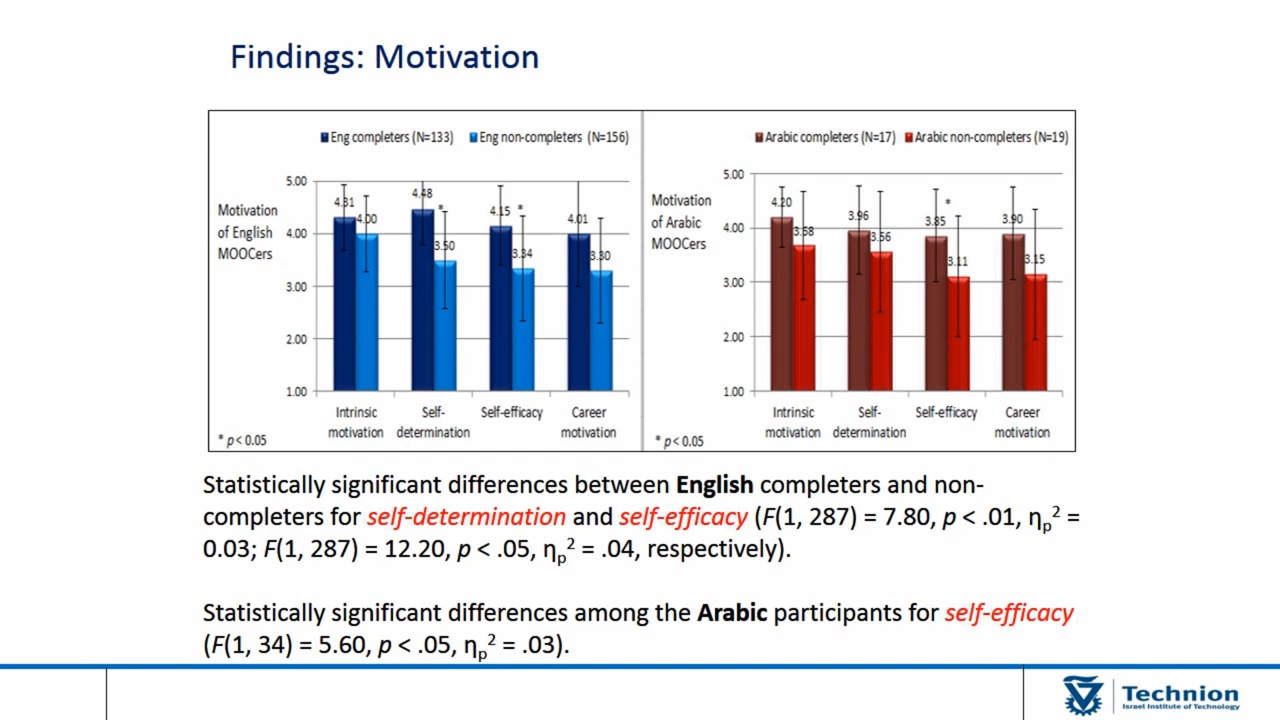 Findings: Motivation
Eng completers (N=133) Eng non-completers (N=156)
Motivation
of English
MOOCers
5.00
4.00
3.00
2.00
1.00
4.31
4.00
4.48
*
3.50
4.15
*
3.34
4.01
3.30
Intrinsic
motivation
Self-
determination
Self-efficacy
Career
motivation
* p< 0.05
Arabic completers (N=17) Arabic non-completers (N=19)
Motivation
of Arabic
MOOCers
5.00
4.00
3.00
2.00
1.00
4.20
3.96
3.56
3.85
*
3.11
3.90
3.15
Intrinsic
motivation
Self-
determination
Self-efficacy
Career
motivation
* p< 0.05
Statistically significant differences between English completers and non-
completers for self-determination and self-efficacy (F(1, 287) = 7.80, p < .01, ηp² =
0.03; F(1, 287) = 12.20, p < .05, ηp² = .04, respectively).
Statistically significant differences among the Arabic participants for self-efficacy
(F(1, 34) = 5.60, p < .05, ηp² = .03).
Technion
Israel Institute of Technology